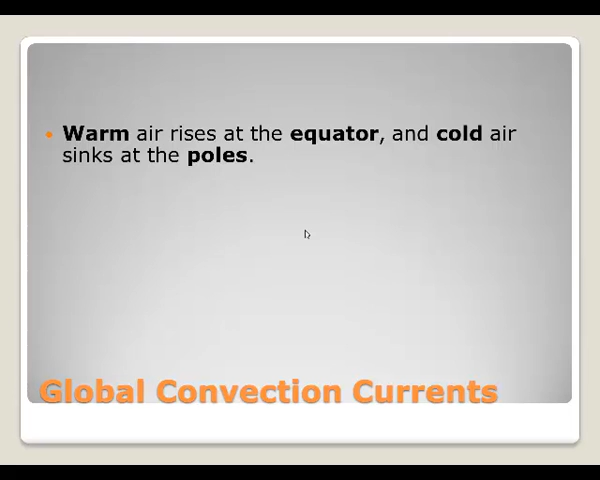 • Warm air rises at the equator, and cold air
sinks at the poles.
Global Convection Currents